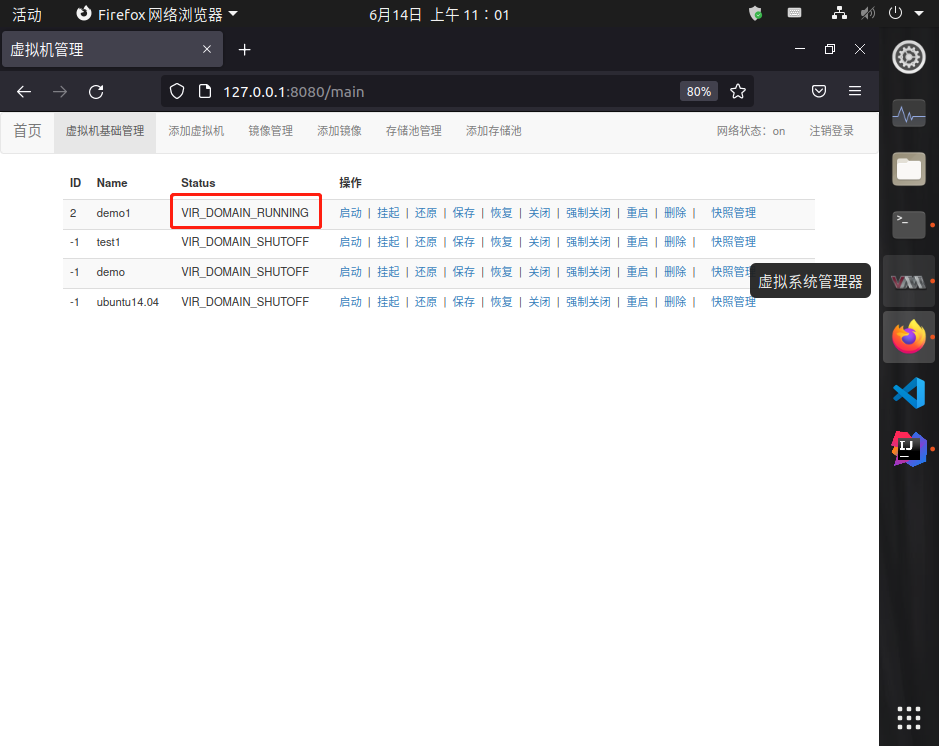 活动 Firefox 网络浏览器 6月14日 上午 11：01
虚拟机管理
127.0.0.1:8080/main 80%
首页 虚拟机基础管理 添加虚拟机 镜像管理 添加镜像 存储池管理 添加存储池 网络状态：on 注销登录
ID Name Status 操作
2 demo1 VIR_DOMAIN_RUNNING 启动 | 挂起 | 还原 | 保存 | 恢复 | 关闭 | 强制关闭 | 重启 | 删除 | 快照管理
-1 test1 VIR_DOMAIN_SHUTOFF 启动 | 挂起 | 还原 | 保存 | 恢复 | 关闭 | 强制关闭 | 重启 | 删除 | 快照管理
-1 demo VIR_DOMAIN_SHUTOFF 启动 | 挂起 | 还原 | 保存 | 恢复 | 关闭 | 强制关闭 | 重启 | 删除 | 快照管理
虚拟系统管理器
-1 ubuntu14.04 VIR_DOMAIN_SHUTOFF 启动 | 挂起 | 还原 | 保存 | 恢复 | 关闭 | 强制关闭 | 重启 | 删除 | 快照管理
IJ